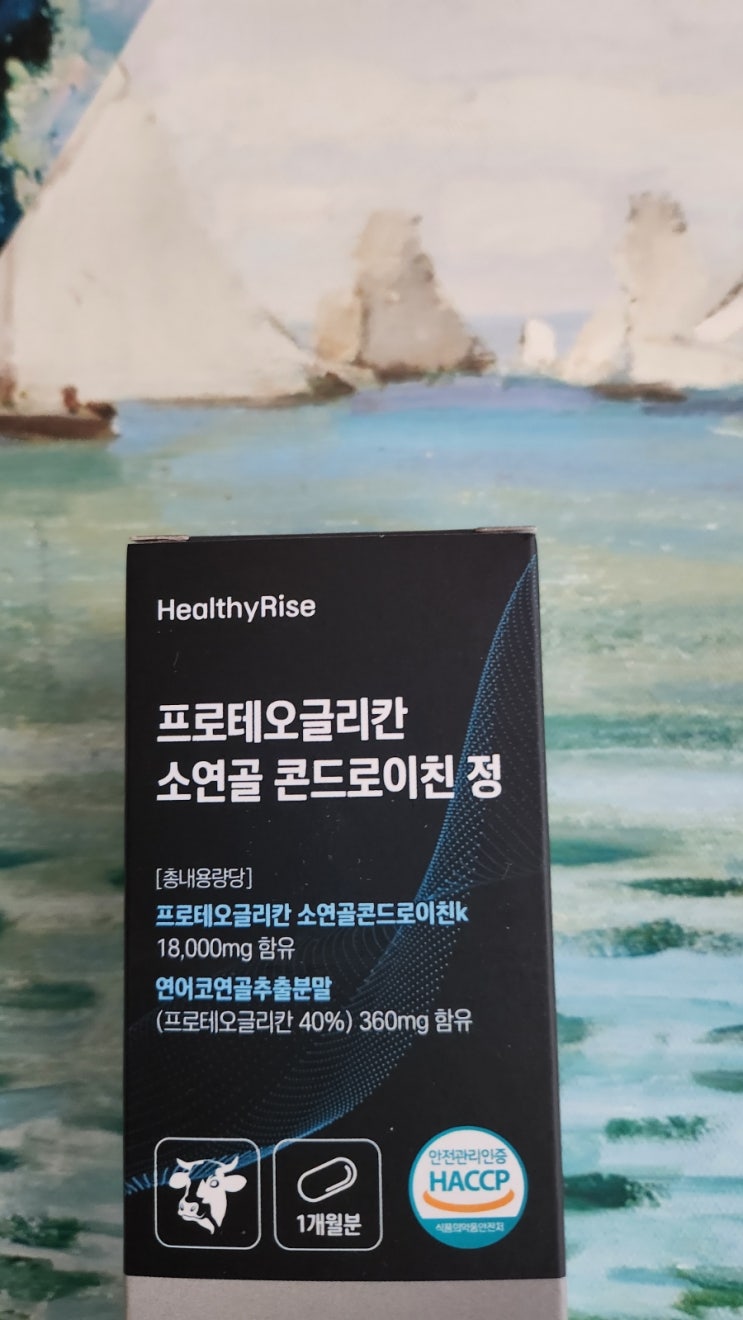 HealthyRise
프로테오글리칸
소연골 콘드로이친 정
[총내용량당]
프로테오글리칸 소연골콘드로이친k
18,000mg 함유
연어코연골추출분말
(프로테오글리칸 40%) 360mg 함유
1개월분
안전관리인증
HACCP
식품의약품안전처